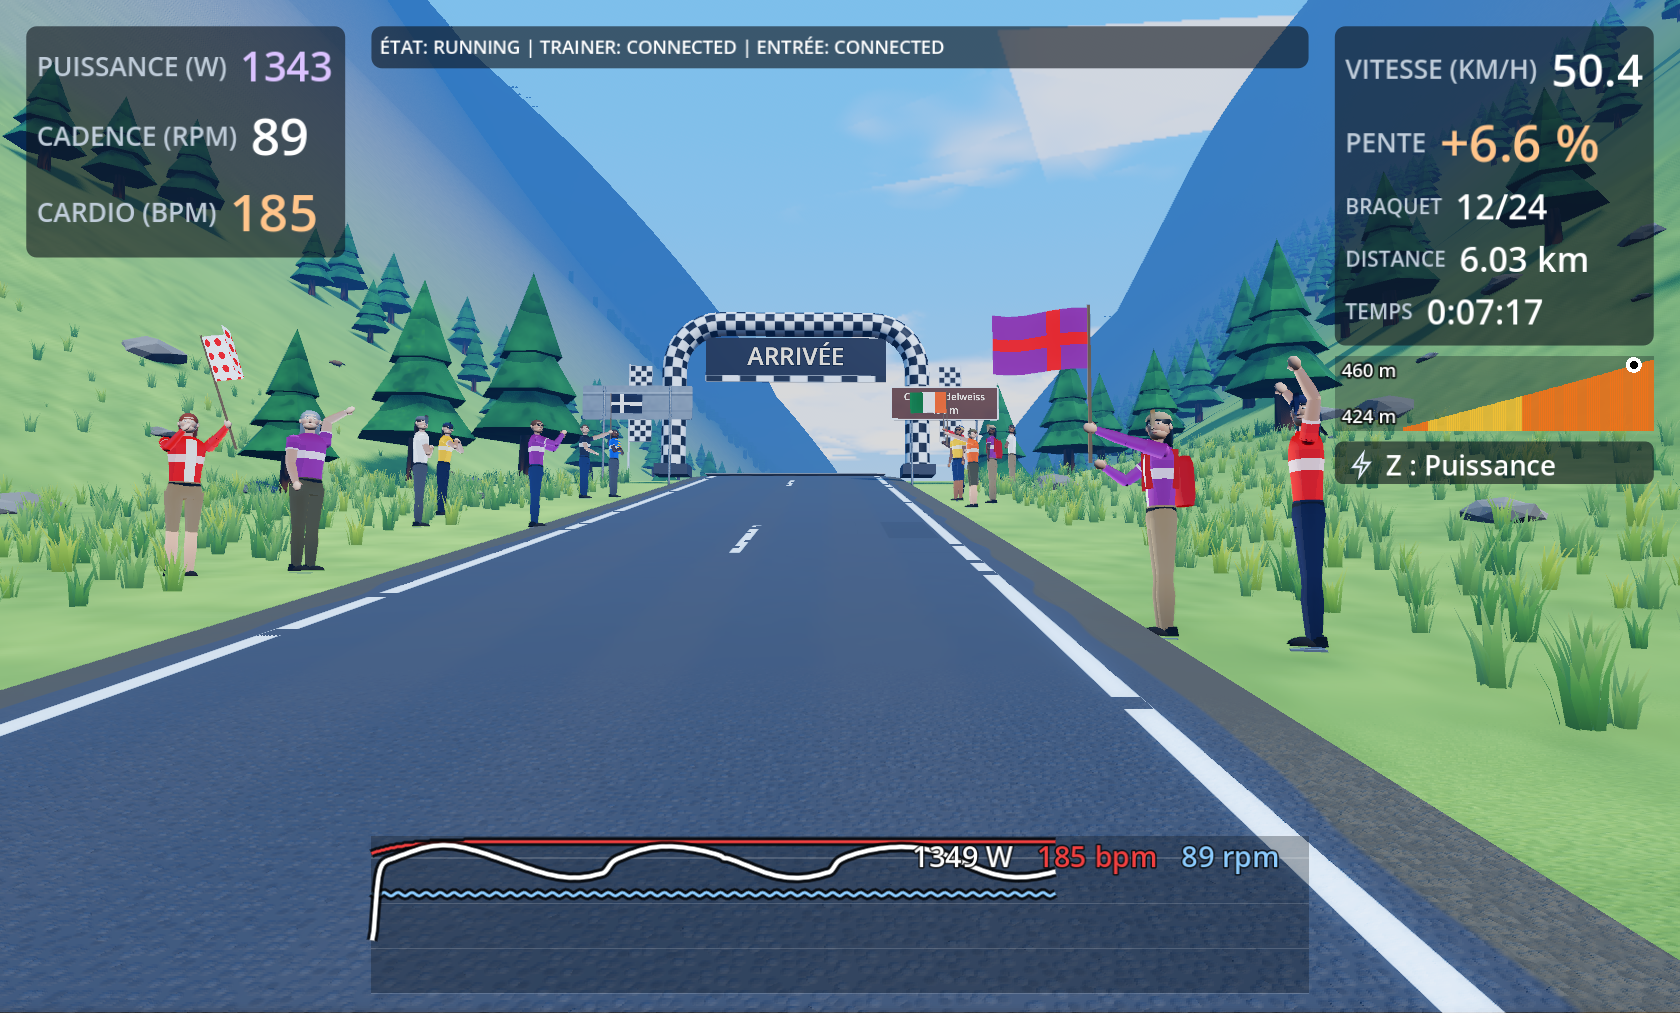 PUISSANCE (W) 1343
CADENCE (RPM) 89
CARDIO (BPM) 185
ÉTAT: RUNNING | TRAINER: CONNECTED | ENTRÉE: CONNECTED
VITESSE (KM/H) 50.4
PENTE +6.6 %
BRAQUET 12/24
DISTANCE 6.03 km
TEMPS 0:07:17
460 m
424 m
Z : Puissance
ARRIVÉE
1349 W 185 bpm 89 rpm